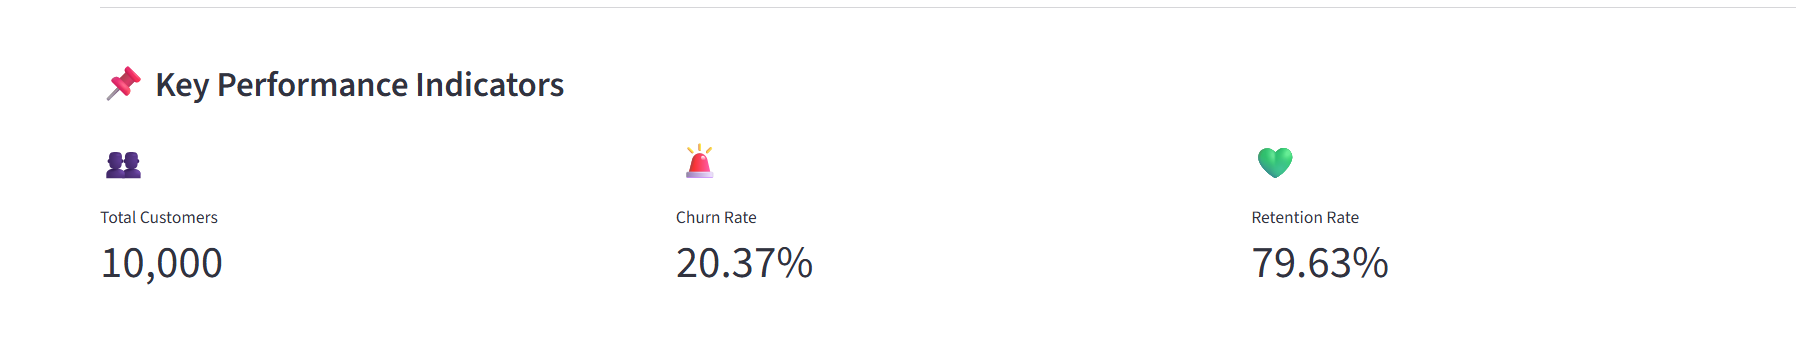 Key Performance Indicators
Total Customers
10,000
Churn Rate
20.37%
Retention Rate
79.63%